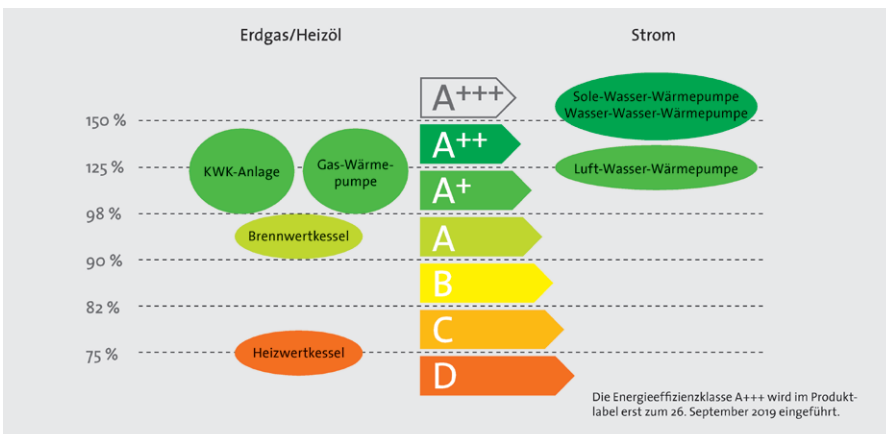 Erdgas/Heizöl
Strom
A+++
Sole-Wasser-Wärmepumpe
Wasser-Wasser-Wärmepumpe
150 %
A++
KWK-Anlage
Gas-Wärme-
pumpe
125 %
Luft-Wasser-Wärmepumpe
A+
98 %
Brennwertkessel
A
90 %
B
82 %
C
Heizwertkessel
75 %
D
Die Energieeffizienzklasse A+++ wird im Produkt-
label erst zum 26. September 2019 eingeführt.